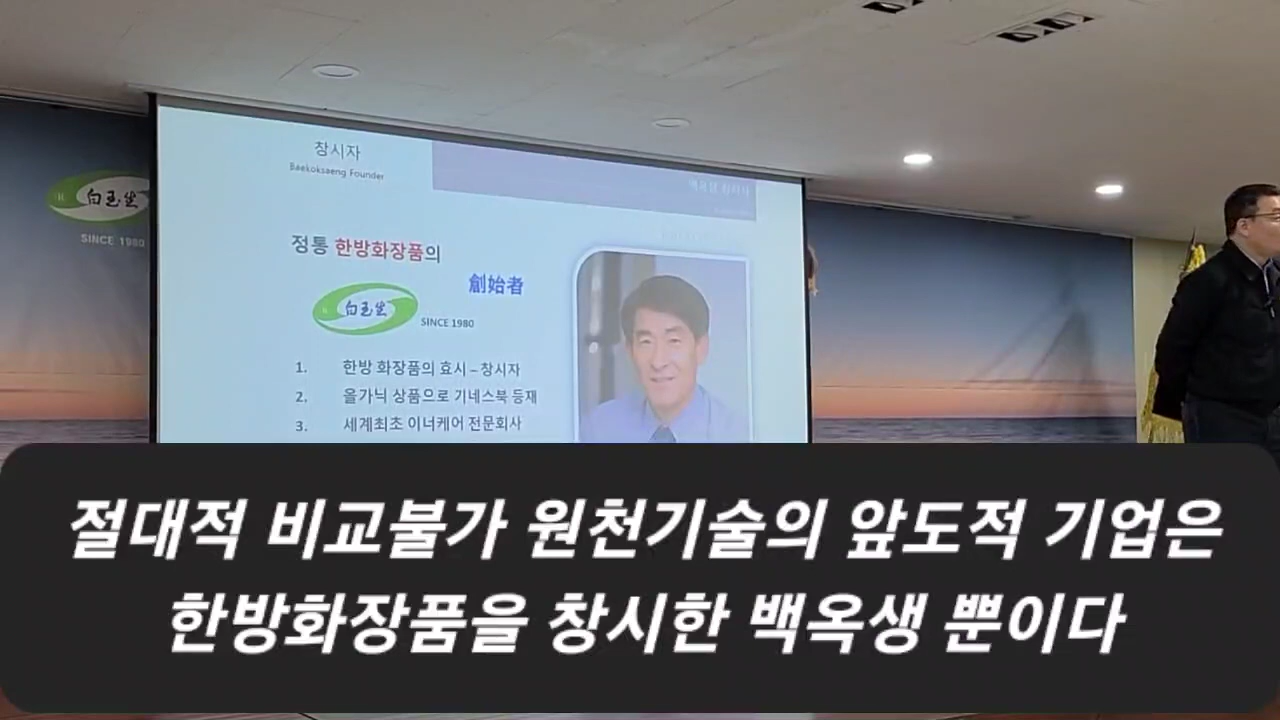 창시자
Baekoksaeng Founder
白玉生
SINCE 1980
정통 한방화장품의
創始者
白玉生
SINCE 1980
1. 한방 화장품의 효시 – 창시자
2. 올가닉 상품으로 기네스북 등재
3. 세계최초 이너케어 전문회사
절대적 비교불가 원천기술의 앞도적 기업은
한방화장품을 창시한 백옥생 뿐이다